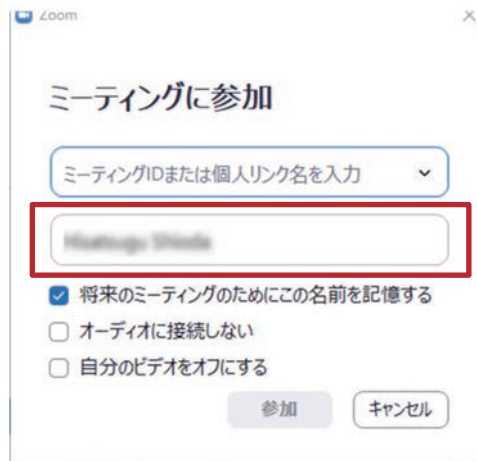 Zoom
ミーティングに参加
ミーティングIDまたは個人リンク名を入力
将来のミーティングのためにこの名前を記憶する
オーディオに接続しない
自分のビデオをオフにする
参加 キャンセル